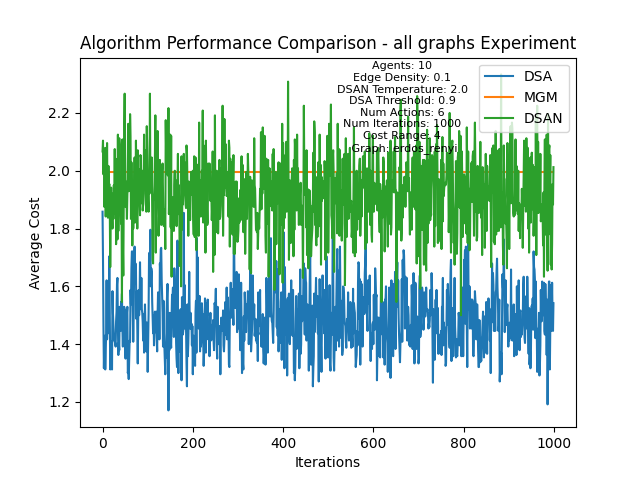 Algorithm Performance Comparison - all graphs Experiment
Agents: 10
Edge Density: 0.1
DSAN Temperature: 2.0
DSA Threshold: 0.9
Num Actions: 6
Num Iterations: 1000
Cost Range: 4
Graph: erdos_renyi
DSA
MGM
DSAN
Average Cost
2.2
2.0
1.8
1.6
1.4
1.2
0 200 400 600 800 1000
Iterations